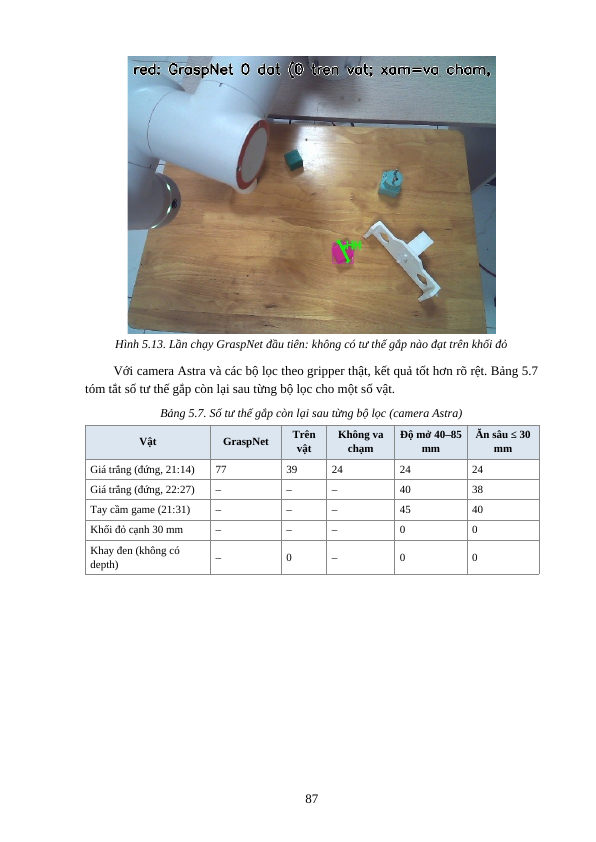 red: GraspNet 0 dat (0 tren vat; xam=va cham,
Hình 5.13. Lần chạy GraspNet đầu tiên: không có tư thế gắp nào đạt trên khối đỏ
Với camera Astra và các bộ lọc theo gripper thật, kết quả tốt hơn rõ rệt. Bảng 5.7
tóm tắt số tư thế gắp còn lại sau từng bộ lọc cho một số vật.
Bảng 5.7. Số tư thế gắp còn lại sau từng bộ lọc (camera Astra)
Vật GraspNet Trên vật Không va chạm Độ mở 40–85 mm Ăn sâu ≤ 30 mm
Giá trắng (đứng, 21:14) 77 39 24 24 24
Giá trắng (đứng, 22:27) – – – 40 38
Tay cầm game (21:31) – – – 45 40
Khối đỏ cạnh 30 mm – – – 0 0
Khay đen (không có depth) – 0 – 0 0
87